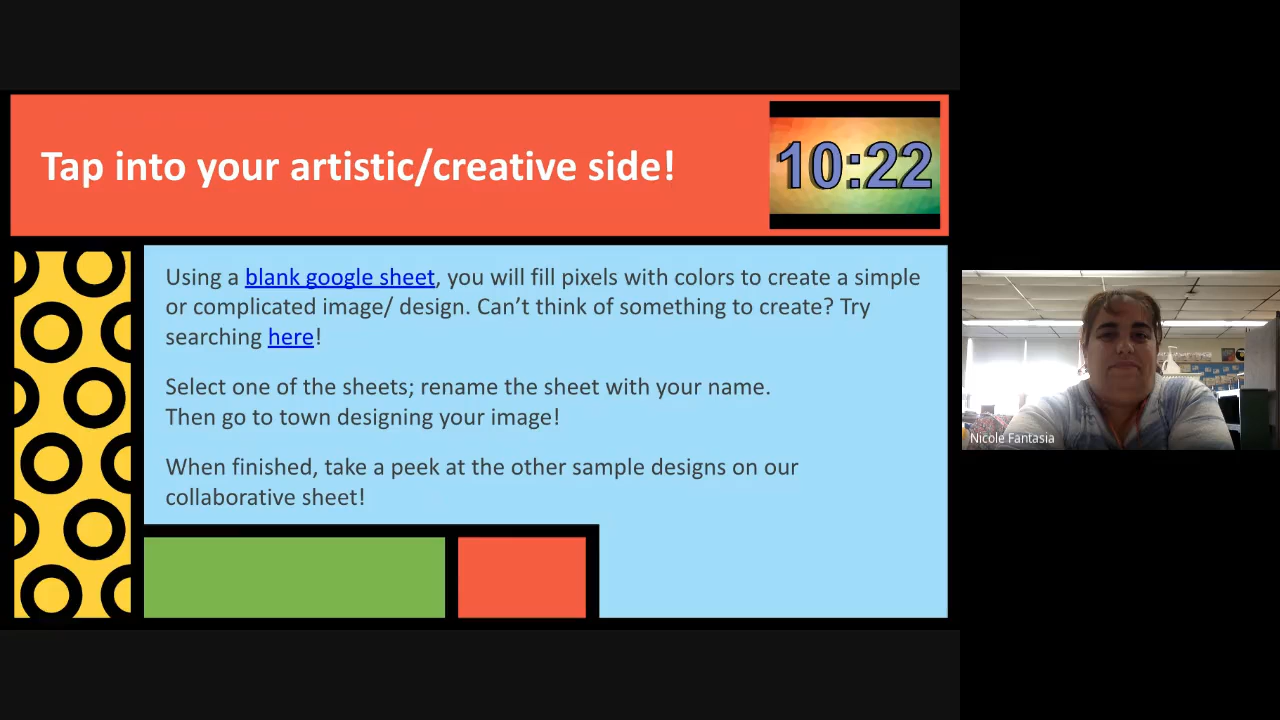 Tap into your artistic/creative side!
10:22
Using a blank google sheet, you will fill pixels with colors to create a simple
or complicated image/ design. Can’t think of something to create? Try
searching here!
Select one of the sheets; rename the sheet with your name.
Then go to town designing your image!
When finished, take a peek at the other sample designs on our
collaborative sheet!
Nicole Fantasia